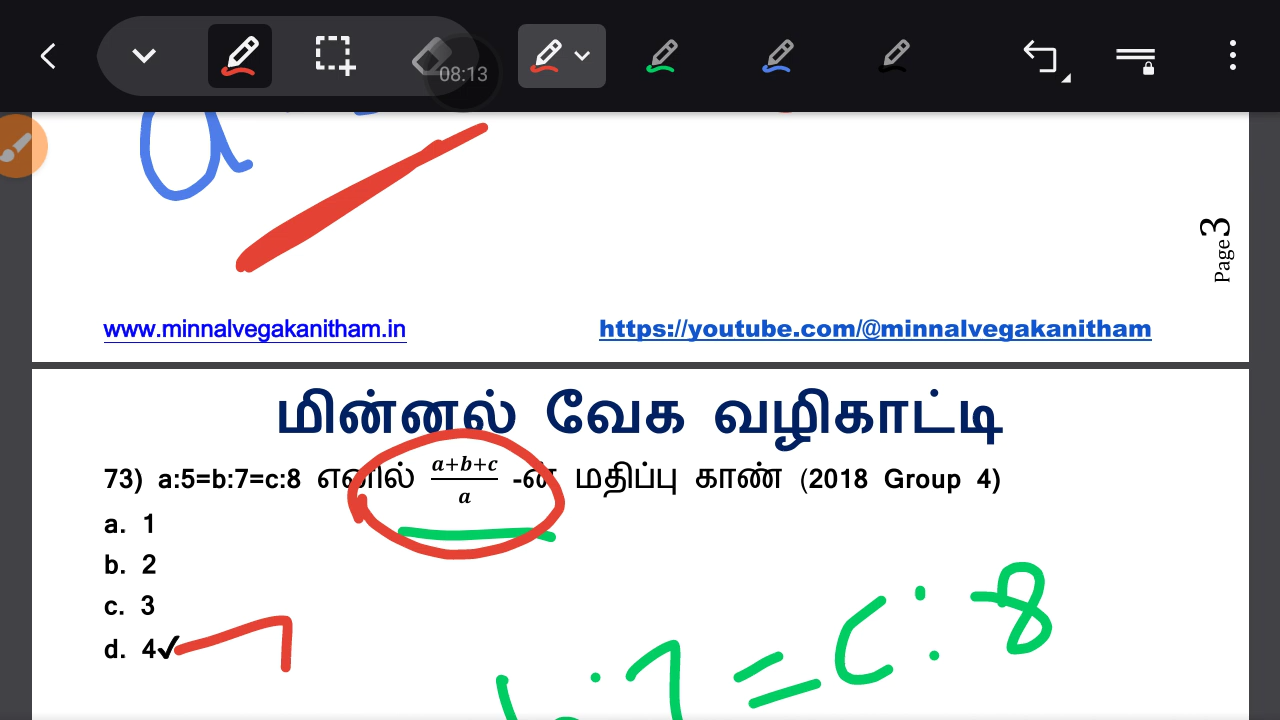 08:13
a
Page 3
www.minnalvegakanitham.in
https://youtube.com/@minnalvegakanitham
மின்னல் வேக வழிகாட்டி
73) a:5=b:7=c:8 எனில் a+b+c/a -ன் மதிப்பு காண் (2018 Group 4)
a. 1
b. 2
c. 3
d. 4✓
b:7=c:8